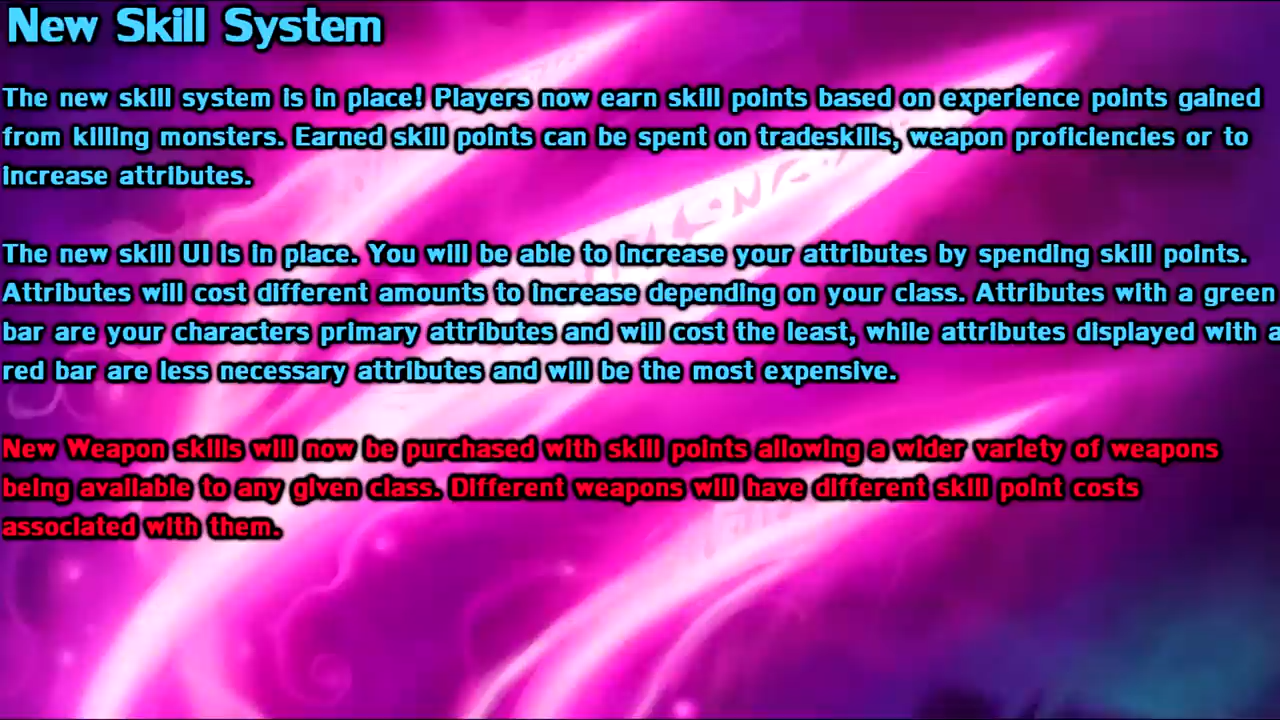 New Skill System
The new skill system is in place! Players now earn skill points based on experience points gained
from killing monsters. Earned skill points can be spent on tradeskills, weapon proficiencies or to
increase attributes.
The new skill UI is in place. You will be able to increase your attributes by spending skill points.
Attributes will cost different amounts to increase depending on your class. Attributes with a green
bar are your characters primary attributes and will cost the least, while attributes displayed with a
red bar are less necessary attributes and will be the most expensive.
New Weapon skills will now be purchased with skill points allowing a wider variety of weapons
being available to any given class. Different weapons will have different skill point costs
associated with them.